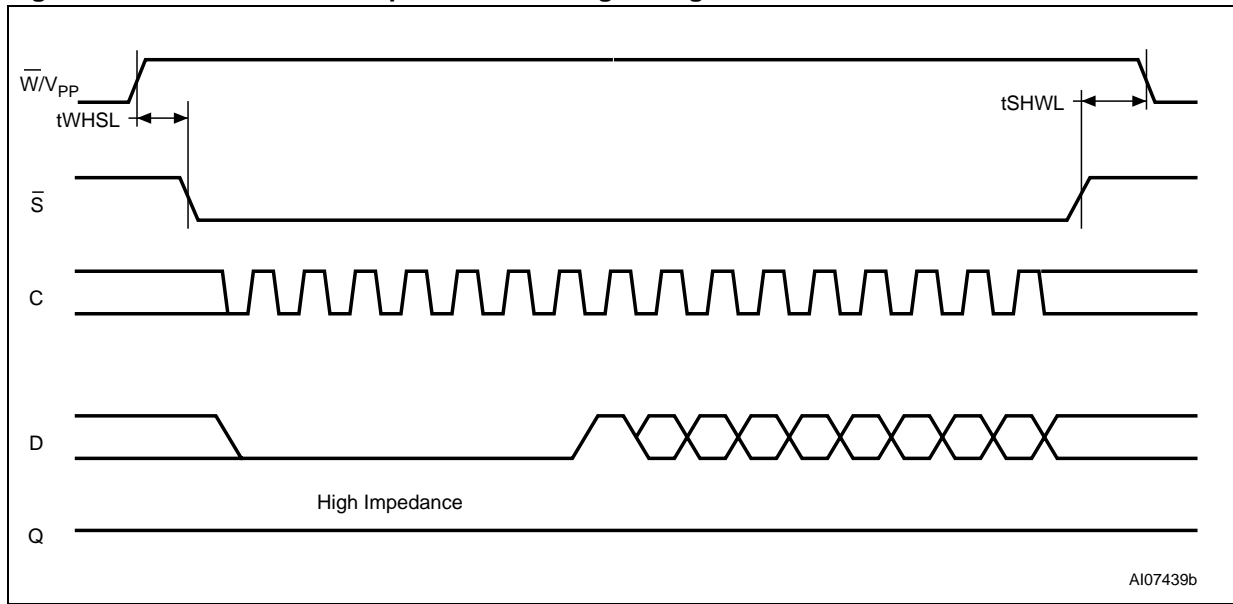 W̅/VPP
tWHSL
tSHWL
S̅
C
D
High Impedance
Q
AI07439b